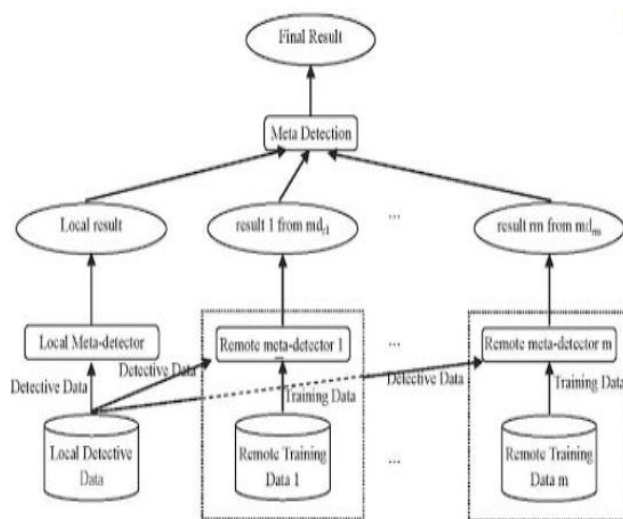 Final Result
Meta Detection
Local result
result 1 from md_r1
...
result m from md_rm
Local Meta-detector
Remote meta-detector 1
...
Remote meta-detector m
Detective Data
Detective Data
Training Data
Detective Data
Training Data
Local Detective
Data
Remote Training
Data 1
...
Remote Training
Data m